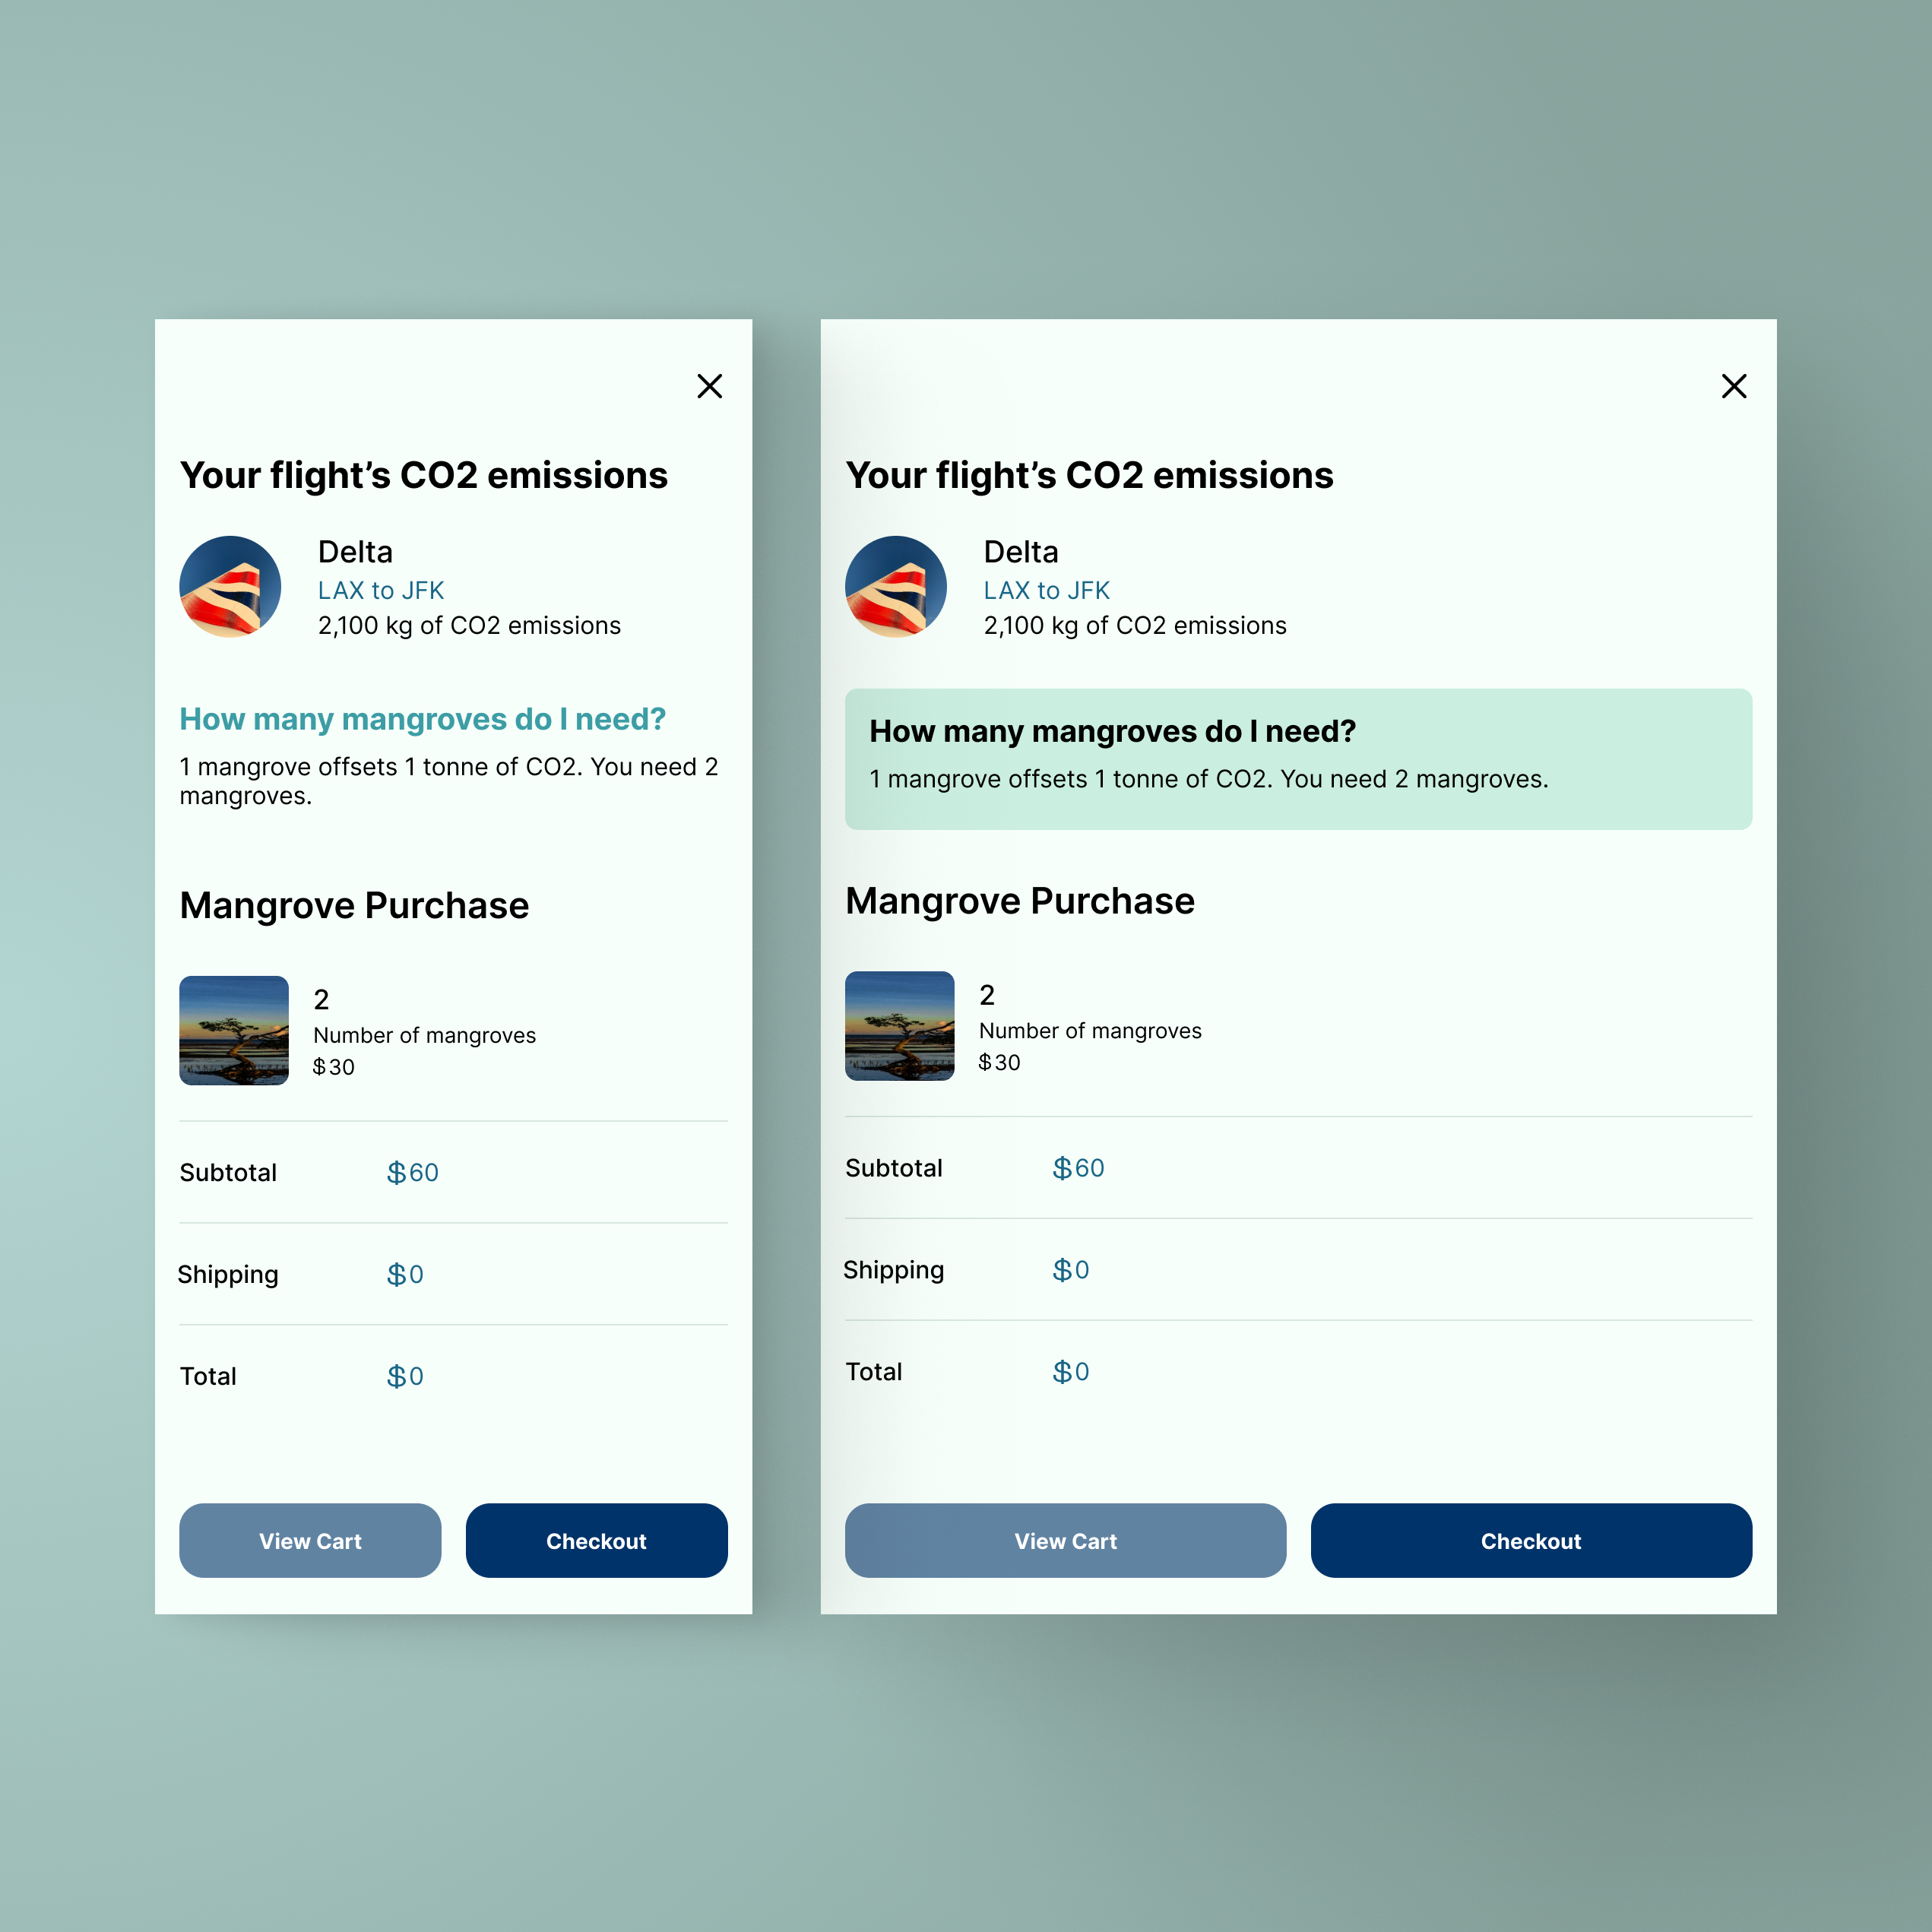 Your flight’s CO2 emissions
Delta
LAX to JFK
2,100 kg of CO2 emissions
How many mangroves do I need?
1 mangrove offsets 1 tonne of CO2. You need 2
mangroves.
Mangrove Purchase
2
Number of mangroves
$30
Subtotal $60
Shipping $0
Total $0
View Cart Checkout
Your flight’s CO2 emissions
Delta
LAX to JFK
2,100 kg of CO2 emissions
How many mangroves do I need?
1 mangrove offsets 1 tonne of CO2. You need 2 mangroves.
Mangrove Purchase
2
Number of mangroves
$30
Subtotal $60
Shipping $0
Total $0
View Cart Checkout